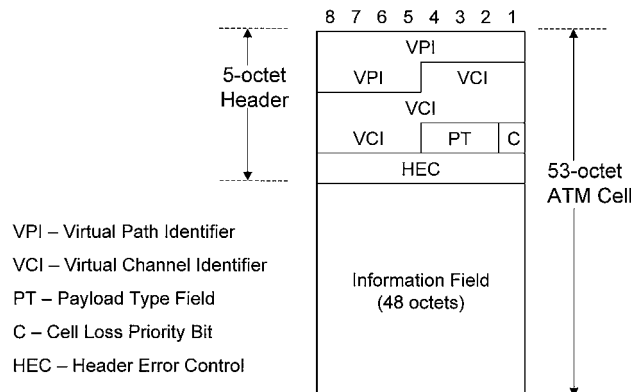 8 7 6 5 4 3 2 1
VPI
5-octet
Header
VPI VCI
VCI
VCI PT C
HEC
53-octet
ATM Cell
VPI – Virtual Path Identifier
VCI – Virtual Channel Identifier
PT – Payload Type Field
C – Cell Loss Priority Bit
HEC – Header Error Control
Information Field
(48 octets)